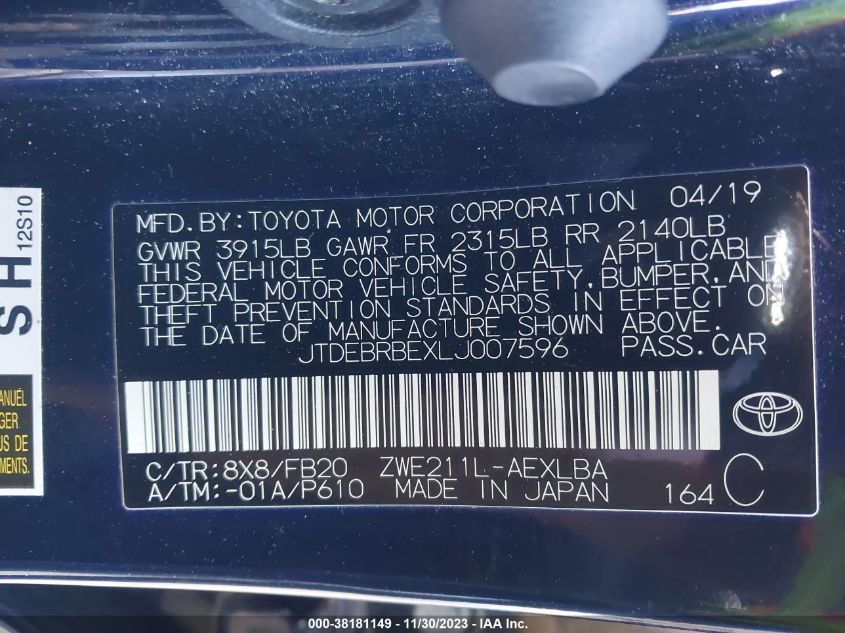 MFD.BY:TOYOTA MOTOR CORPORATION 04/19
GVWR 3915LB GAWR FR 2315LB RR 2140LB
THIS VEHICLE CONFORMS TO ALL APPLICABLE
FEDERAL MOTOR VEHICLE SAFETY,BUMPER,AND
THEFT PREVENTION STANDARDS IN EFFECT ON
THE DATE OF MANUFACTURE SHOWN ABOVE.
JTDEBRBEXLJ007596 PASS.CAR
C/TR:8X8/FB20 ZWE211L-AEXLBA
A/TM:-01A/P610 MADE IN JAPAN 164 C
SH
12S10
ANUEL
GER
US DE
000-38181149 - 11/30/2023 - IAA Inc.